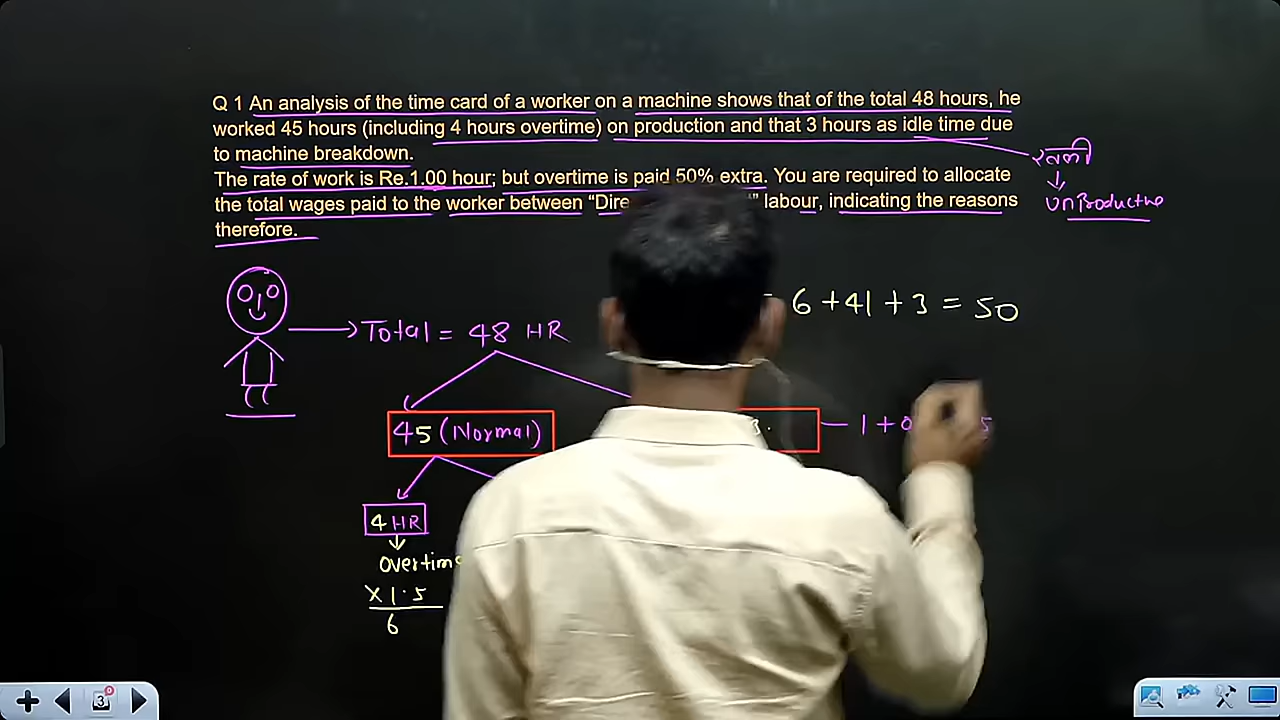 Q 1 An analysis of the time card of a worker on a machine shows that of the total 48 hours, he
worked 45 hours (including 4 hours overtime) on production and that 3 hours as idle time due
to machine breakdown.
The rate of work is Re.1.00 hour; but overtime is paid 50% extra. You are required to allocate
the total wages paid to the worker between “Dire ” labour, indicating the reasons
therefore.
खाली
Unproductive
6 + 41 + 3 = 50
Total = 48 HR
45 (Normal)
3.
1 + 0 5
4 HR
overtime
× 1.5
6
3